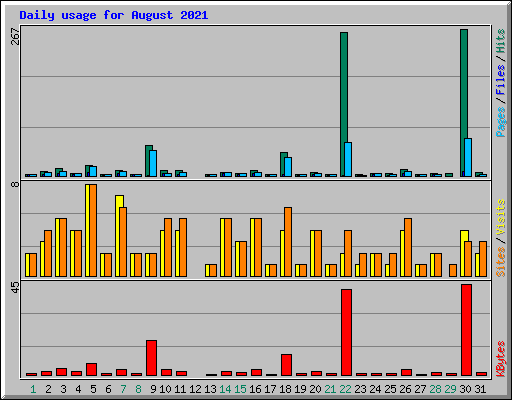 Daily usage for August 2021
267
8
45
Pages / Files / Hits
Sites / Visits
KBytes
1 2 3 4 5 6 7 8 9 10 11 12 13 14 15 16 17 18 19 20 21 22 23 24 25 26 27 28 29 30 31